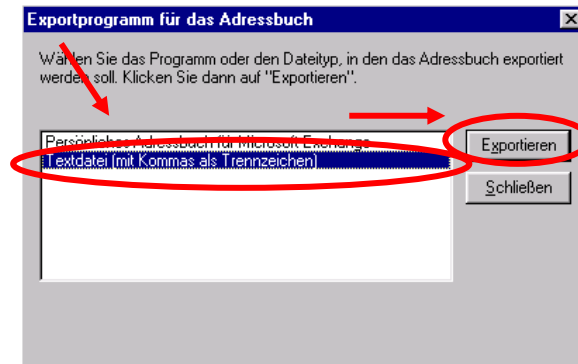 Exportprogramm für das Adressbuch
Wählen Sie das Programm oder den Dateityp, in den das Adressbuch exportiert
werden soll. Klicken Sie dann auf "Exportieren".
Persönliches Adressbuch für Microsoft Exchange
Textdatei (mit Kommas als Trennzeichen)
Exportieren
Schließen